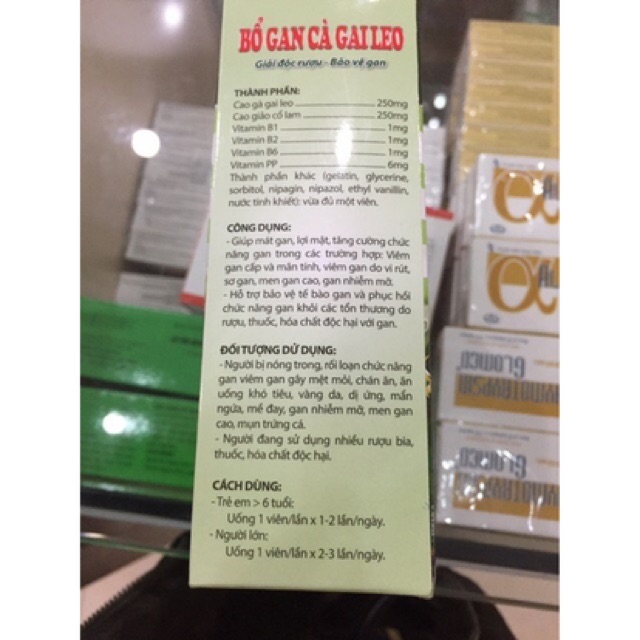 BỔ GAN CÀ GAI LEO
Giải độc rượu - Bảo vệ gan
THÀNH PHẦN:
Cao gà gai leo 250mg
Cao giảo cổ lam 250mg
Vitamin B1 1mg
Vitamin B2 1mg
Vitamin B6 1mg
Vitamin PP 6mg
Thành phần khác (gelatin, glycerine,
sorbitol, nipagin, nipazol, ethyl vanillin,
nước tinh khiết): vừa đủ một viên.
CÔNG DỤNG:
- Giúp mát gan, lợi mật, tăng cường chức
năng gan trong các trường hợp: Viêm
gan cấp và mãn tính, viêm gan do vi rút,
sơ gan, men gan cao, gan nhiễm mỡ.
- Hỗ trợ bảo vệ tế bào gan và phục hồi
chức năng gan khỏi các tổn thương do
rượu, thuốc, hóa chất độc hại với gan.
ĐỐI TƯỢNG DỬ DỤNG:
- Người bị nóng trong, rối loạn chức năng
gan viêm gan gây mệt mỏi, chán ăn, ăn
uống khó tiêu, vàng da, dị ứng, mẩn
ngứa, mề đay, gan nhiễm mỡ, men gan
cao, mụn trứng cá.
- Người đang sử dụng nhiều rượu bia,
thuốc, hóa chất độc hại.
CÁCH DÙNG:
- Trẻ em > 6 tuổi:
Uống 1 viên/lần x 1-2 lần/ngày.
- Người lớn:
Uống 1 viên/lần x 2-3 lần/ngày.
GLOMED